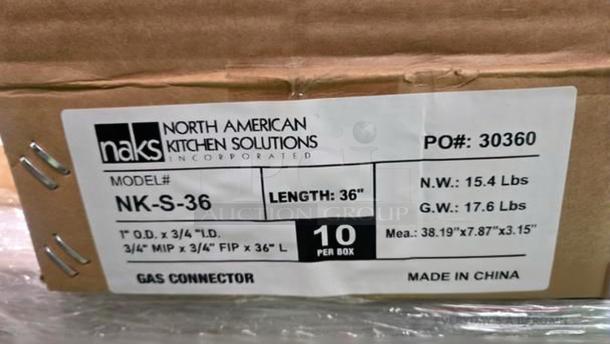 naks NORTH AMERICAN
KITCHEN SOLUTIONS
INCORPORATED
PO#: 30360
MODEL#
NK-S-36
LENGTH: 36"
N.W.: 15.4 Lbs
G.W.: 17.6 Lbs
1" O.D. x 3/4 "I.D.
3/4" MIP x 3/4" FIP x 36" L
10
PER BOX
Mea.: 38.19"x7.87"x3.15"
GAS CONNECTOR
MADE IN CHINA
AUCTION GROUP